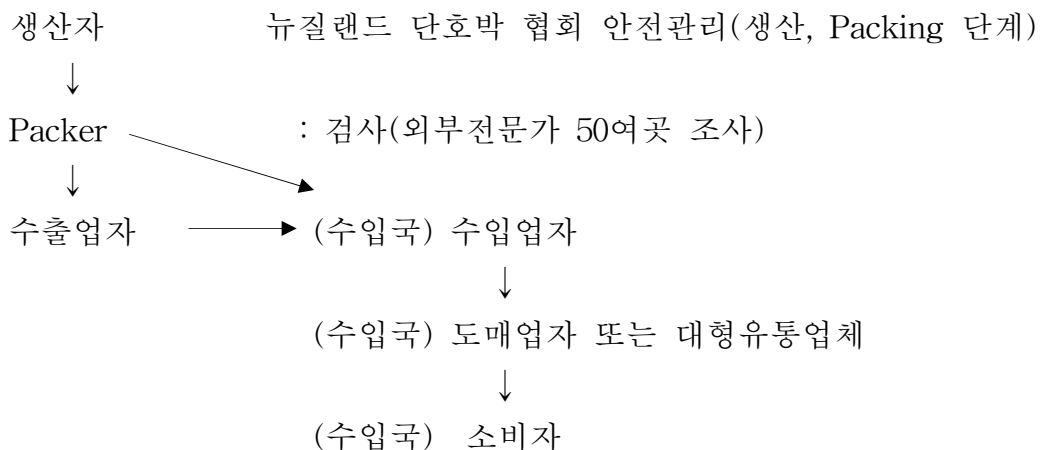 생산자 뉴질랜드 단호박 협회 안전관리(생산, Packing 단계)
↓
Packer : 검사(외부전문가 50여곳 조사)
↓
수출업자 → (수입국) 수입업자
↓
(수입국) 도매업자 또는 대형유통업체
↓
(수입국) 소비자